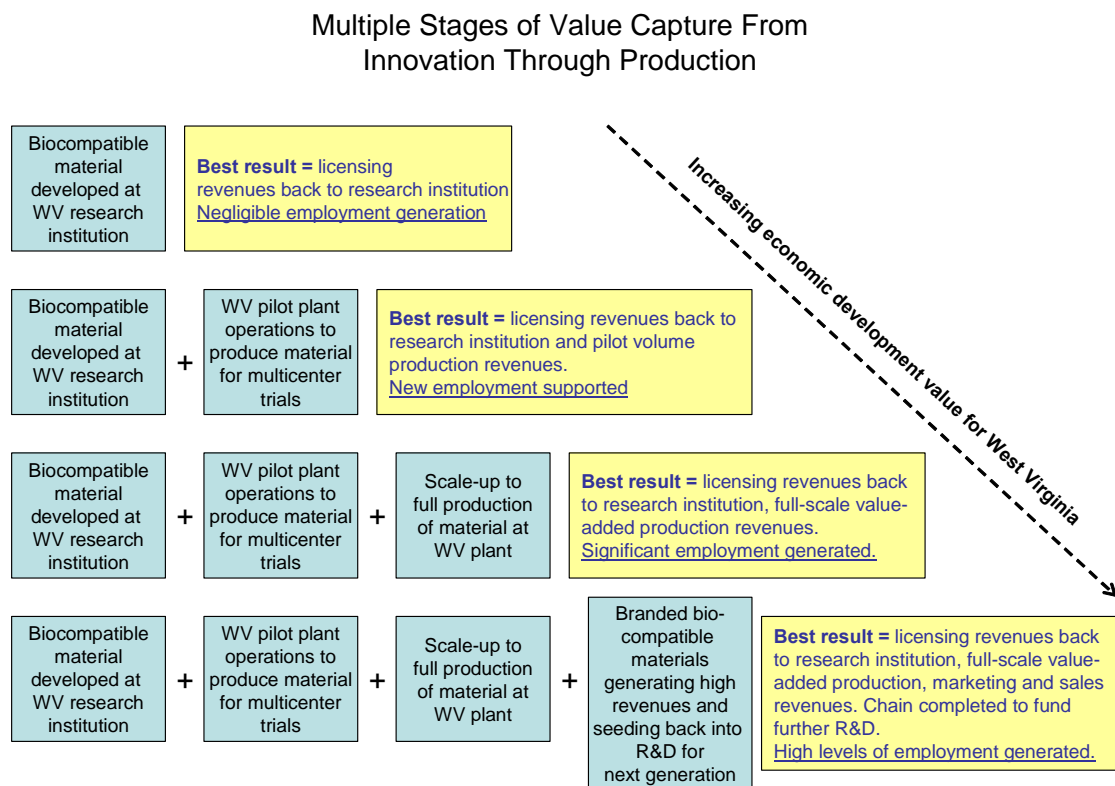 Multiple Stages of Value Capture From
Innovation Through Production
Biocompatible
material
developed at
WV research
institution
Best result = licensing
revenues back to research institution
Negligible employment generation
Increasing economic development value for West Virginia
Biocompatible
material
developed at
WV research
institution
+
WV pilot plant
operations to
produce material
for multicenter
trials
Best result = licensing revenues back to
research institution and pilot volume
production revenues.
New employment supported
Biocompatible
material
developed at
WV research
institution
+
WV pilot plant
operations to
produce material
for multicenter
trials
+
Scale-up to
full production
of material at
WV plant
Best result = licensing revenues back
to research institution, full-scale value-
added production revenues.
Significant employment generated.
Biocompatible
material
developed at
WV research
institution
+
WV pilot plant
operations to
produce material
for multicenter
trials
+
Scale-up to
full production
of material at
WV plant
+
Branded bio-
compatible
materials
generating high
revenues and
seeding back into
R&D for
next generation
Best result = licensing revenues back
to research institution, full-scale value-
added production, marketing and sales
revenues. Chain completed to fund
further R&D.
High levels of employment generated.